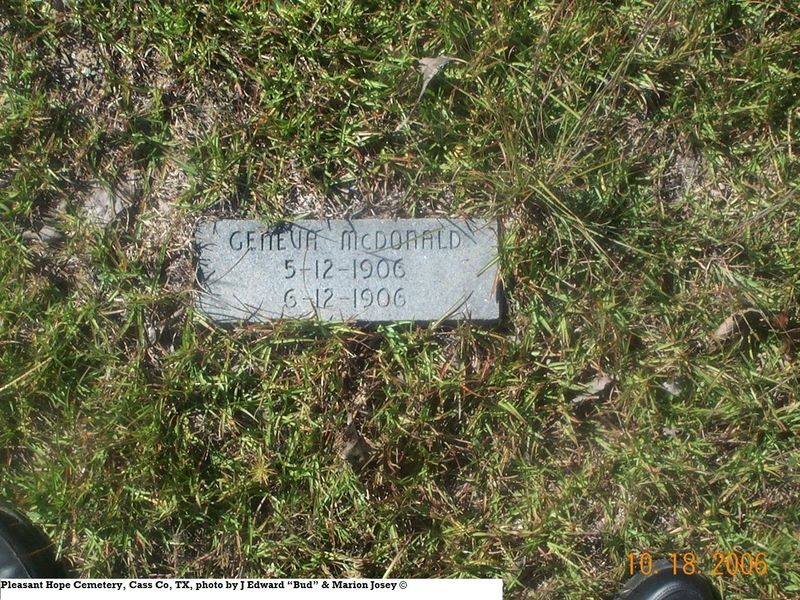 GENEVA McDONALD
5-12-1906
6-12-1906
10.18.2006
Pleasant Hope Cemetery, Cass Co, TX, photo by J Edward “Bud” & Marion Josey ©